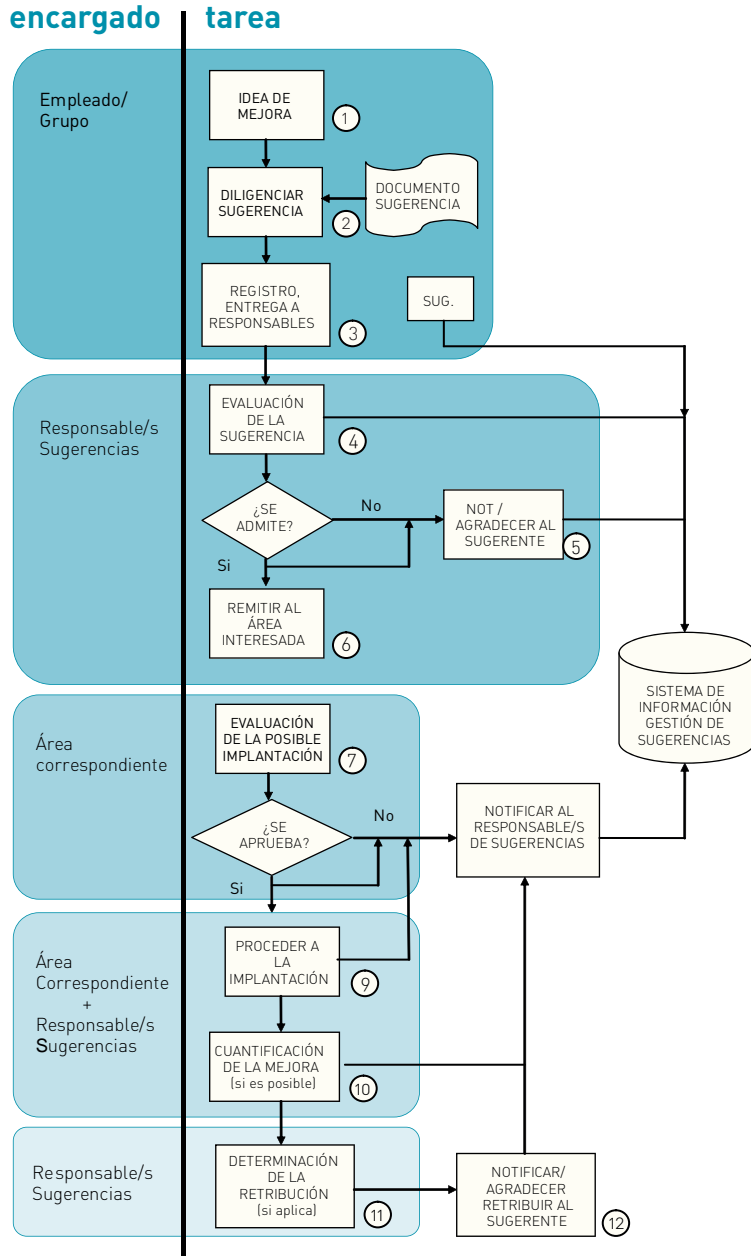 encargado
tarea
Empleado/
Grupo
IDEA DE
MEJORA
1
DILIGENCIAR
SUGERENCIA
2
DOCUMENTO
SUGERENCIA
REGISTRO,
ENTREGA A
RESPONSABLES
3
SUG.
Responsable/s
Sugerencias
EVALUACIÓN
DE LA
SUGERENCIA
4
¿SE
ADMITE?
No
Si
NOT /
AGRADECER AL
SUGERENTE
5
REMITIR AL
ÁREA
INTERESADA
6
SISTEMA DE
INFORMACIÓN
GESTIÓN DE
SUGERENCIAS
Área
correspondiente
EVALUACIÓN
DE LA POSIBLE
IMPLANTACIÓN
7
¿SE
APRUEBA?
No
Si
NOTIFICAR AL
RESPONSABLE/S
DE SUGERENCIAS
Área
Correspondiente
+
Responsable/s
Sugerencias
PROCEDER A
LA
IMPLANTACIÓN
9
CUANTIFICACIÓN
DE LA MEJORA
(si es posible)
10
Responsable/s
Sugerencias
DETERMINACIÓN
DE LA
RETRIBUCIÓN
(si aplica)
11
NOTIFICAR/
AGRADECER
RETRIBUIR AL
SUGERENTE
12